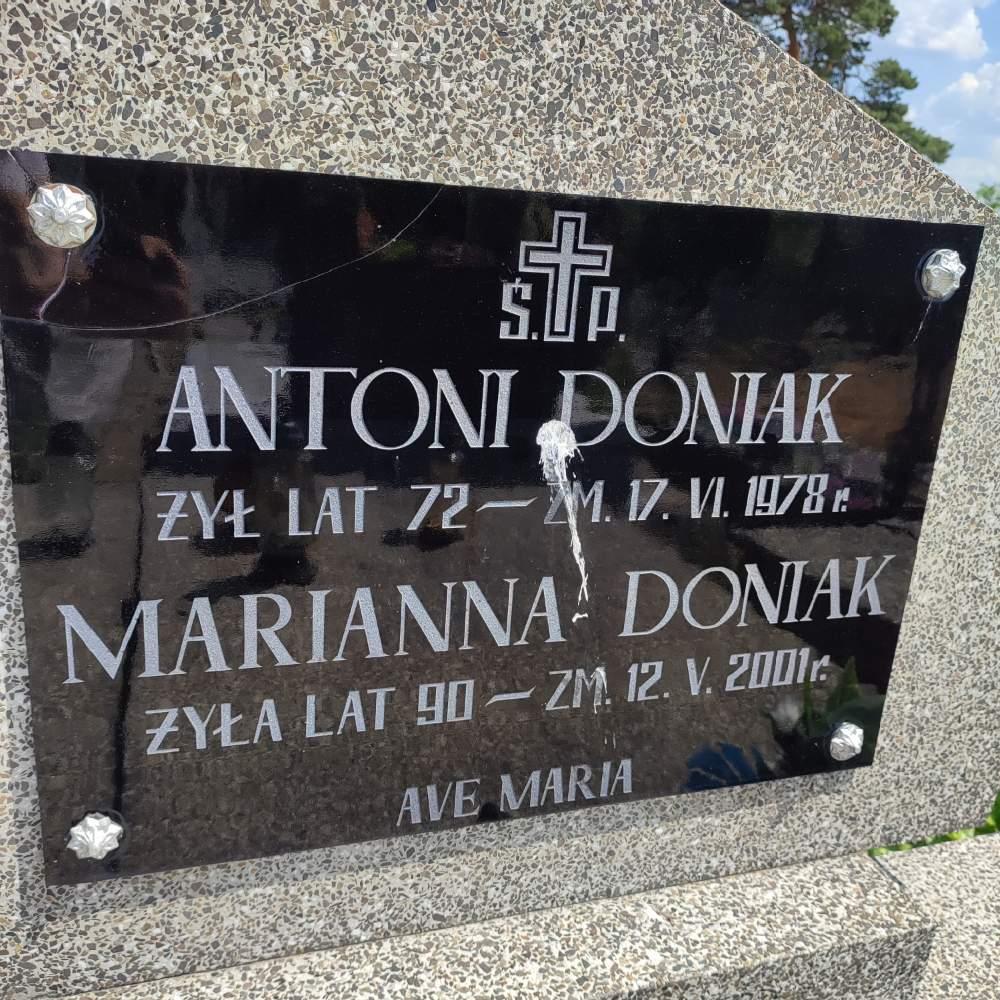 Ś. P.
ANTONI DONIAK
ŻYŁ LAT 72 — ZM. 17. VI. 1978 r.
MARIANNA DONIAK
ŻYŁA LAT 90 — ZM. 12. V. 2001 r.
AVE MARIA